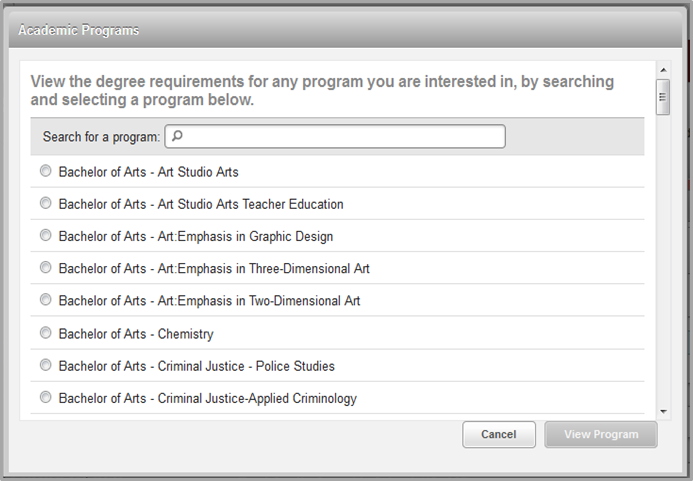 Academic Programs
View the degree requirements for any program you are interested in, by searching
and selecting a program below.
Search for a program:
Bachelor of Arts - Art Studio Arts
Bachelor of Arts - Art Studio Arts Teacher Education
Bachelor of Arts - Art:Emphasis in Graphic Design
Bachelor of Arts - Art:Emphasis in Three-Dimensional Art
Bachelor of Arts - Art:Emphasis in Two-Dimensional Art
Bachelor of Arts - Chemistry
Bachelor of Arts - Criminal Justice - Police Studies
Bachelor of Arts - Criminal Justice-Applied Criminology
Cancel View Program